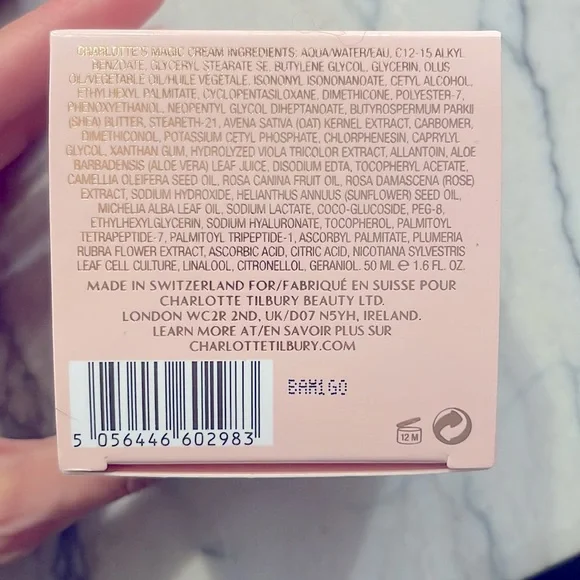 CHARLOTTE'S MAGIC CREAM INGREDIENTS: AQUA/WATER/EAU, C12-15 ALKYL
BENZOATE, GLYCERYL STEARATE SE, BUTYLENE GLYCOL, GLYCERIN, OLUS
OIL/VEGETABLE OIL/HUILE VEGETALE, ISONONYL ISONONANOATE, CETYL ALCOHOL,
ETHYLHEXYL PALMITATE, CYCLOPENTASILOXANE, DIMETHICONE, POLYESTER-7,
PHENOXYETHANOL, NEOPENTYL GLYCOL DIHEPTANOATE, BUTYROSPERMUM PARKII
(SHEA) BUTTER, STEARETH-21, AVENA SATIVA (OAT) KERNEL EXTRACT, CARBOMER,
DIMETHICONOL, POTASSIUM CETYL PHOSPHATE, CHLORPHENESIN, CAPRYLYL
GLYCOL, XANTHAN GUM, HYDROLYZED VIOLA TRICOLOR EXTRACT, ALLANTOIN, ALOE
BARBADENSIS (ALOE VERA) LEAF JUICE, DISODIUM EDTA, TOCOPHERYL ACETATE,
CAMELLIA OLEIFERA SEED OIL, ROSA CANINA FRUIT OIL, ROSA DAMASCENA (ROSE)
EXTRACT, SODIUM HYDROXIDE, HELIANTHUS ANNUUS (SUNFLOWER) SEED OIL,
MICHELIA ALBA LEAF OIL, SODIUM LACTATE, COCO-GLUCOSIDE, PEG-8,
ETHYLHEXYLGLYCERIN, SODIUM HYALURONATE, TOCOPHEROL, PALMITOYL
TETRAPEPTIDE-7, PALMITOYL TRIPEPTIDE-1, ASCORBYL PALMITATE, PLUMERIA
RUBRA FLOWER EXTRACT, ASCORBIC ACID, CITRIC ACID, NICOTIANA SYLVESTRIS
LEAF CELL CULTURE, LINALOOL, CITRONELLOL, GERANIOL. 50 ML ℮ 1.6 FL. OZ.
MADE IN SWITZERLAND FOR/FABRIQUÉ EN SUISSE POUR
CHARLOTTE TILBURY BEAUTY LTD.
LONDON WC2R 2ND, UK/D07 N5YH, IRELAND.
LEARN MORE AT/EN SAVOIR PLUS SUR
CHARLOTTETILBURY.COM
BAM1GO
5 056446 602983
12 M